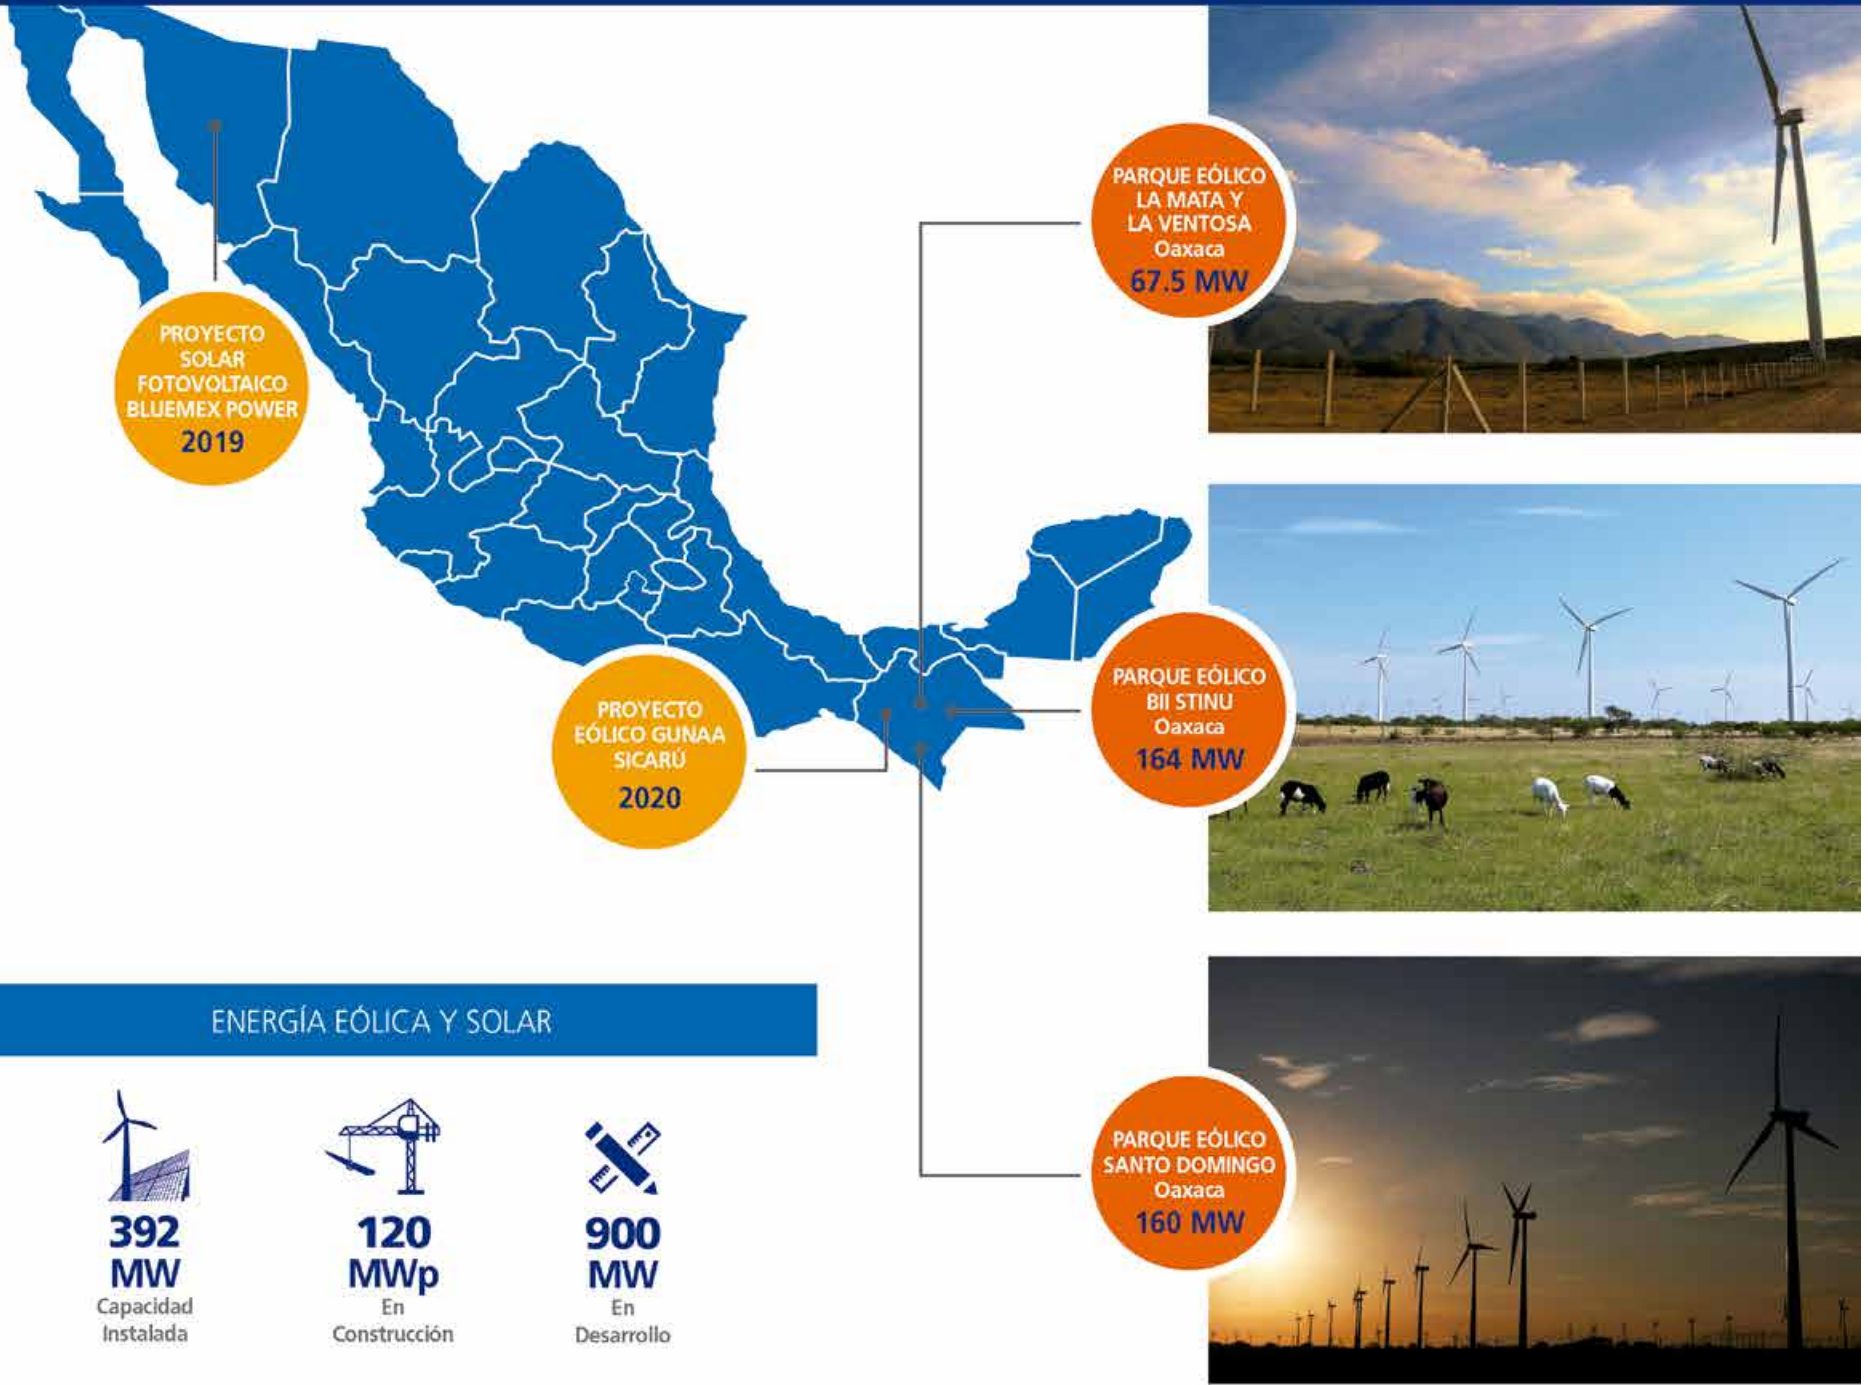 PARQUE EÓLICO
LA MATA Y
LA VENTOSA
Oaxaca
67.5 MW
PROYECTO
SOLAR
FOTOVOLTAICO
BLUEMEX POWER
2019
PARQUE EÓLICO
BII STINU
Oaxaca
164 MW
PROYECTO
EÓLICO GUNAA
SICARÚ
2020
ENERGÍA EÓLICA Y SOLAR
392
MW
Capacidad
Instalada
120
MWp
En
Construcción
900
MW
En
Desarrollo
PARQUE EÓLICO
SANTO DOMINGO
Oaxaca
160 MW